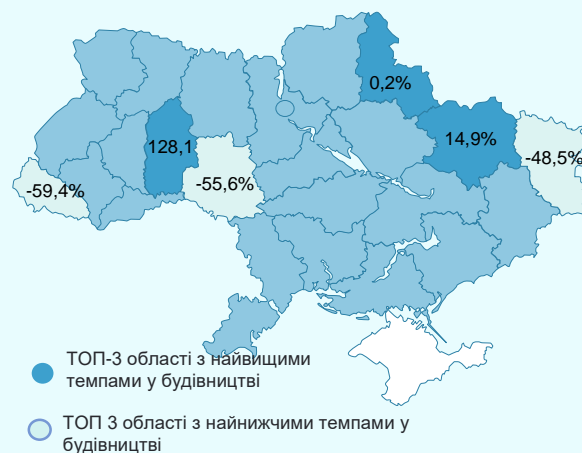 0,2%
128,1
14,9%
-48,5%
-59,4%
-55,6%
ТОП-3 області з найвищими
темпами у будівництві
ТОП 3 області з найнижчими темпами у
будівництві